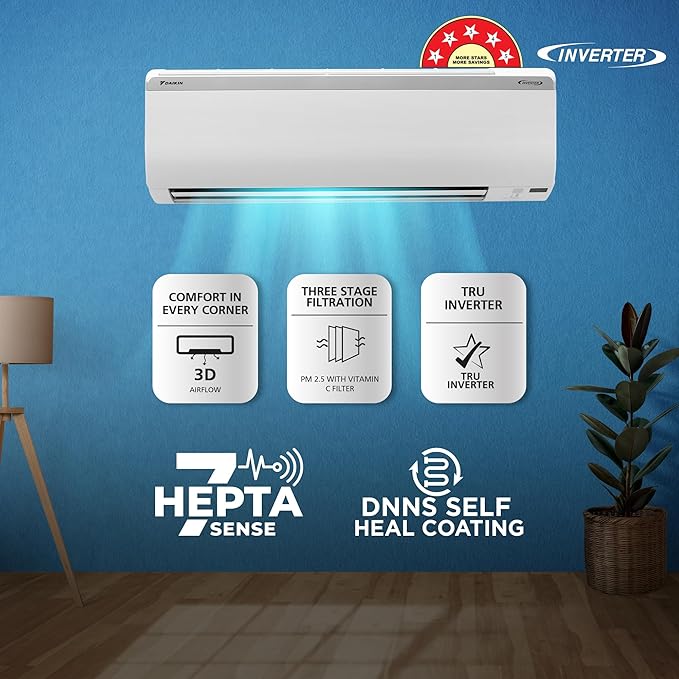 MORE STARS
MORE SAVINGS
INVERTER
DAIKIN
INVERTER
COMFORT IN
EVERY CORNER
3D
AIRFLOW
THREE STAGE
FILTRATION
PM 2.5 WITH VITAMIN
C FILTER
TRU
INVERTER
TRU
INVERTER
7
HEPTA
SENSE
DNNS SELF
HEAL COATING